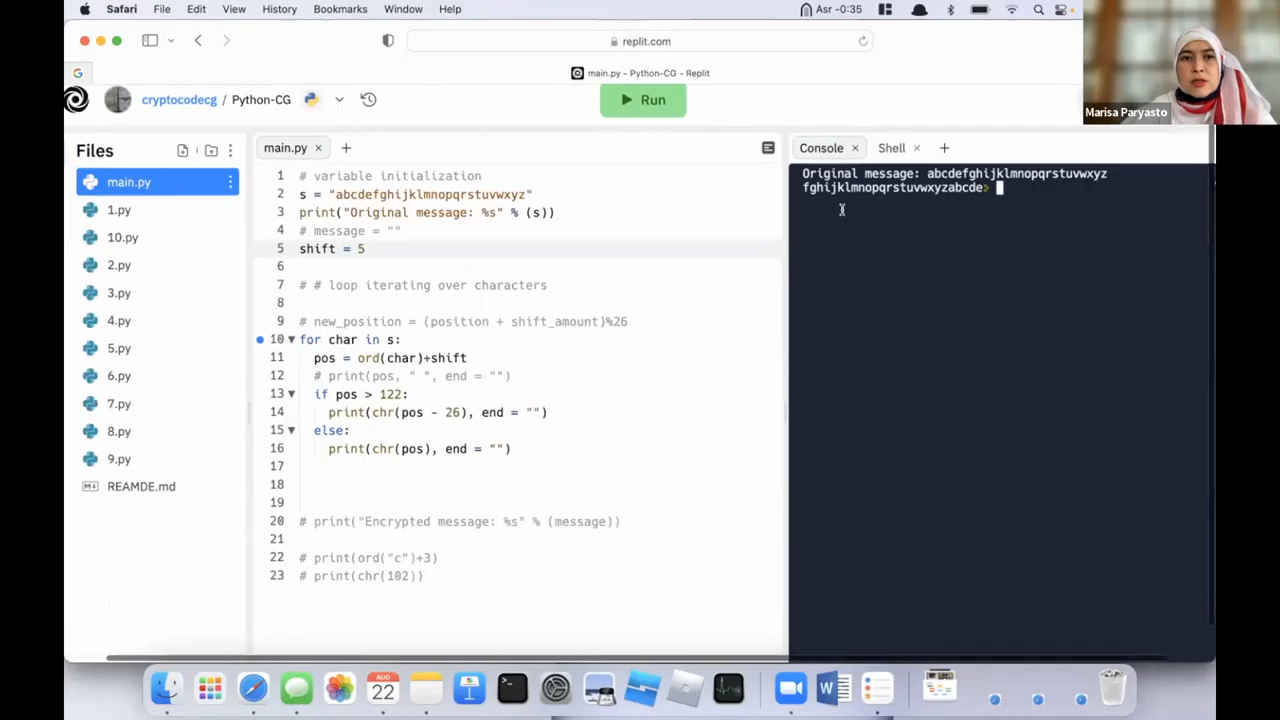 Safari File Edit View History Bookmarks Window Help
Asr -0:35
replit.com
G
main.py - Python-CG - Replit
cryptocodecg / Python-CG
Run
Marisa Paryasto
Files
main.py
1.py
10.py
2.py
3.py
4.py
5.py
6.py
7.py
8.py
9.py
REAMDE.md
main.py
1 # variable initialization
2 s = "abcdefghijklmnopqrstuvwxyz"
3 print("Original message: %s" % (s))
4 # message = ""
5 shift = 5
6
7 # # loop iterating over characters
8
9 # new_position = (position + shift_amount)%26
10 for char in s:
11 pos = ord(char)+shift
12 # print(pos, " ", end = "")
13 if pos > 122:
14 print(chr(pos - 26), end = "")
15 else:
16 print(chr(pos), end = "")
17
18
19
20 # print("Encrypted message: %s" % (message))
21
22 # print(ord("c")+3)
23 # print(chr(102))
Console Shell
Original message: abcdefghijklmnopqrstuvwxyz
fghijklmnopqrstuvwxyzabcde>
AUG
22